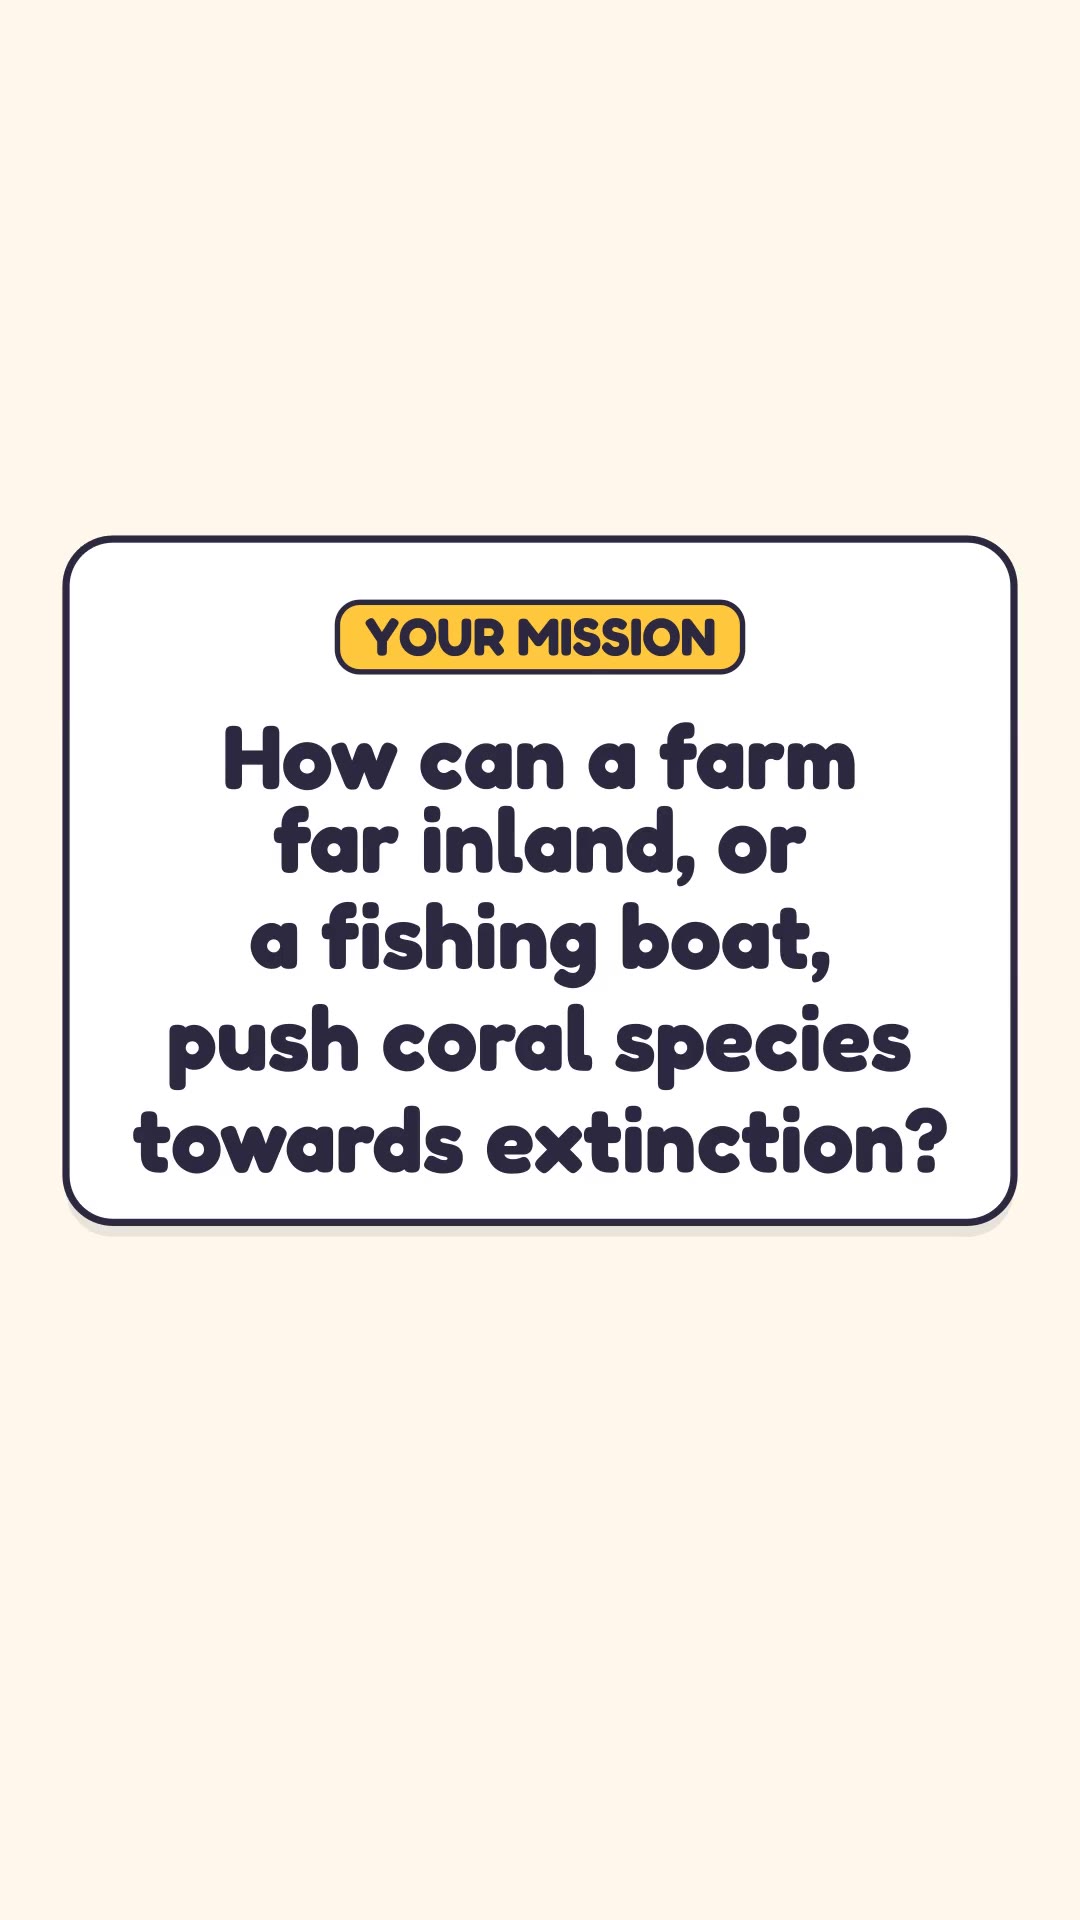 YOUR MISSION
How can a farm
far inland, or
a fishing boat,
push coral species
towards extinction?